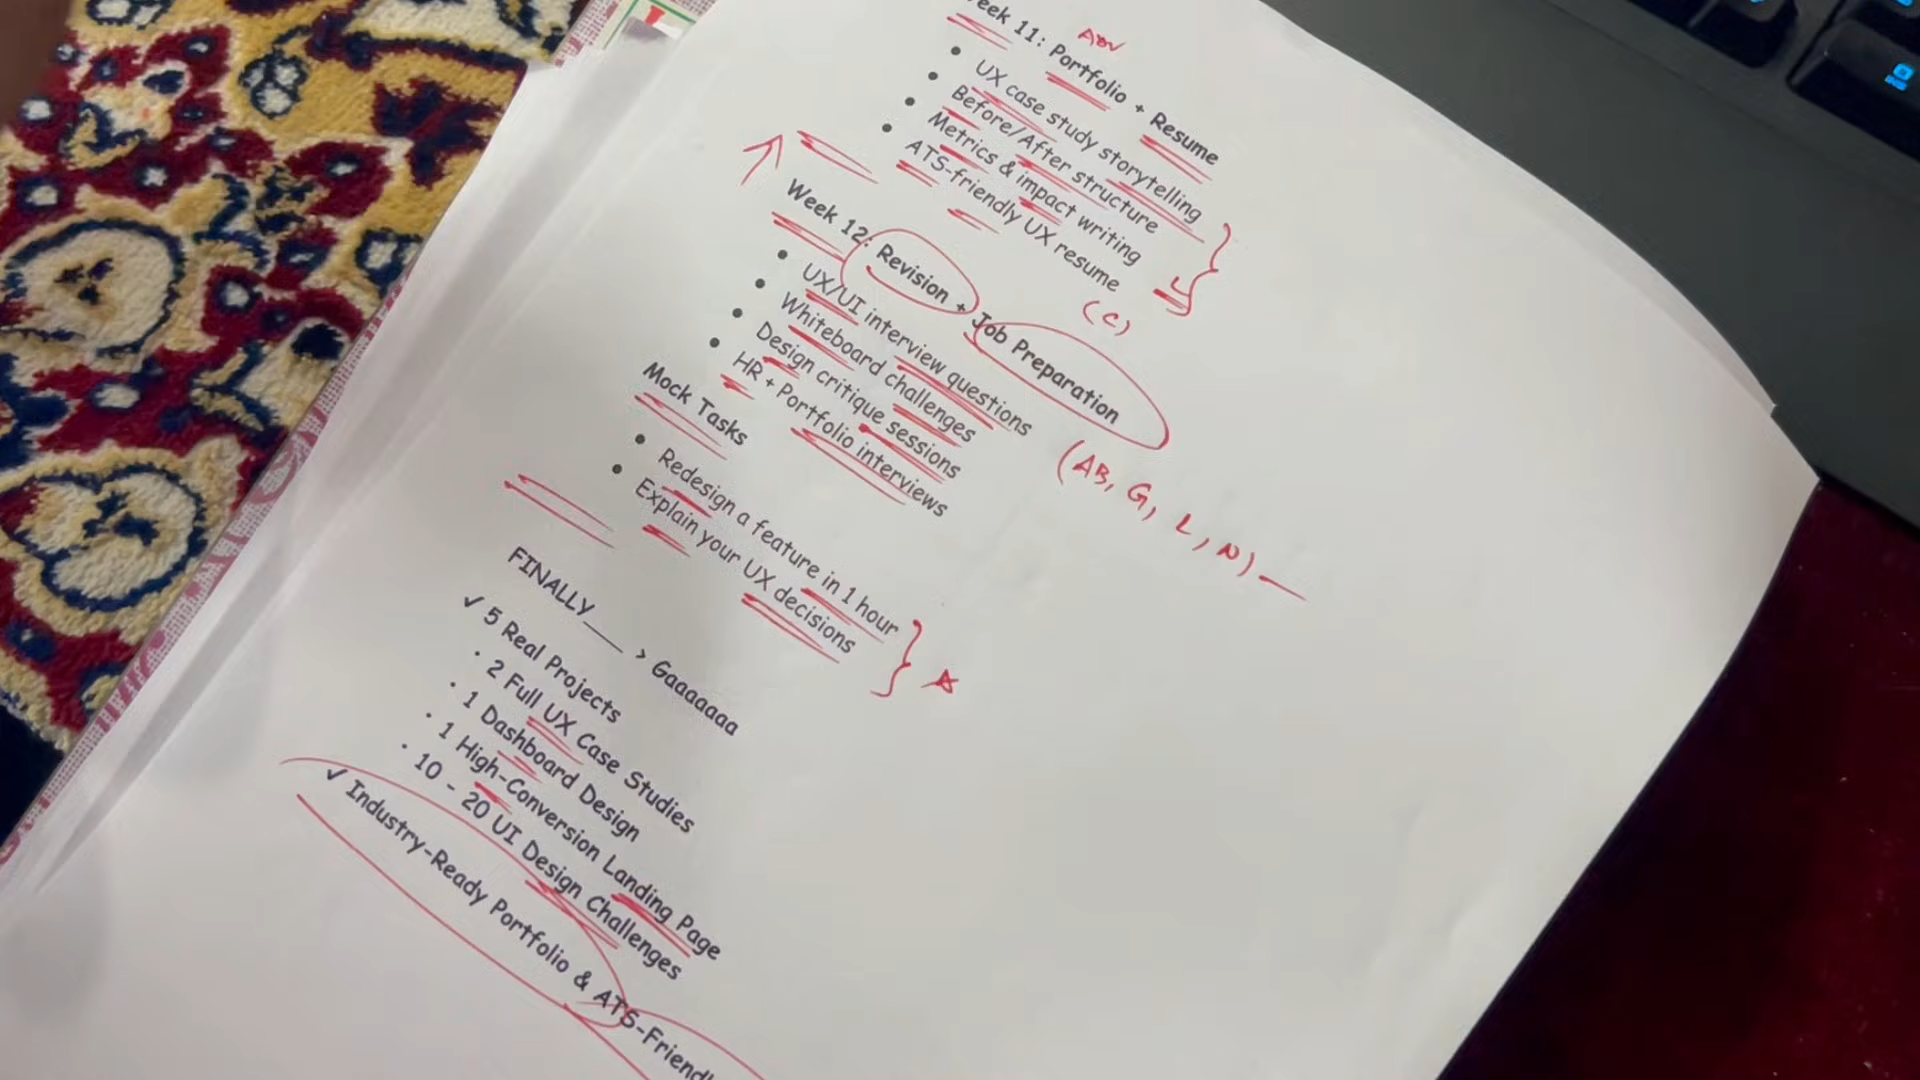 eek 11: Portfolio + Resume
ADV
• UX case study storytelling
• Before/After structure
• Metrics & impact writing
• ATS-friendly UX resume
(C)
Week 12: Revision + Job Preparation
• UX/UI interview questions
• Whiteboard challenges
• Design critique sessions
• HR + Portfolio interviews
(AB, G, L, N) —
Mock Tasks
• Redesign a feature in 1 hour
• Explain your UX decisions
FINALLY___ > Gaaaaaaa
✓ 5 Real Projects
• 2 Full UX Case Studies
• 1 Dashboard Design
• 1 High-Conversion Landing Page
• 10 - 20 UI Design Challenges
✓ Industry-Ready Portfolio & ATS-Friendl